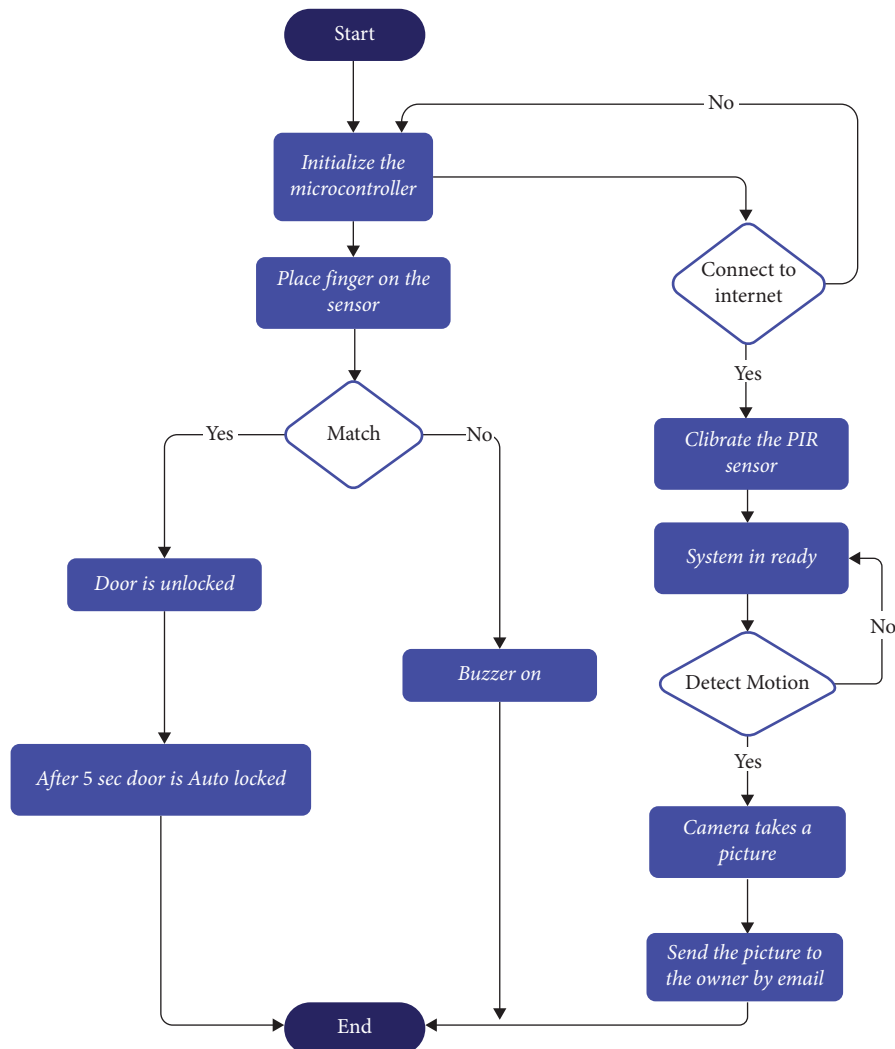 Start
No
Initialize the
microcontroller
Connect to
internet
Place finger on the
sensor
Yes
Match
Yes
No
Clibrate the PIR
sensor
System in ready
Door is unlocked
No
Buzzer on
Detect Motion
Yes
After 5 sec door is Auto locked
Camera takes a
picture
Send the picture to
the owner by email
End